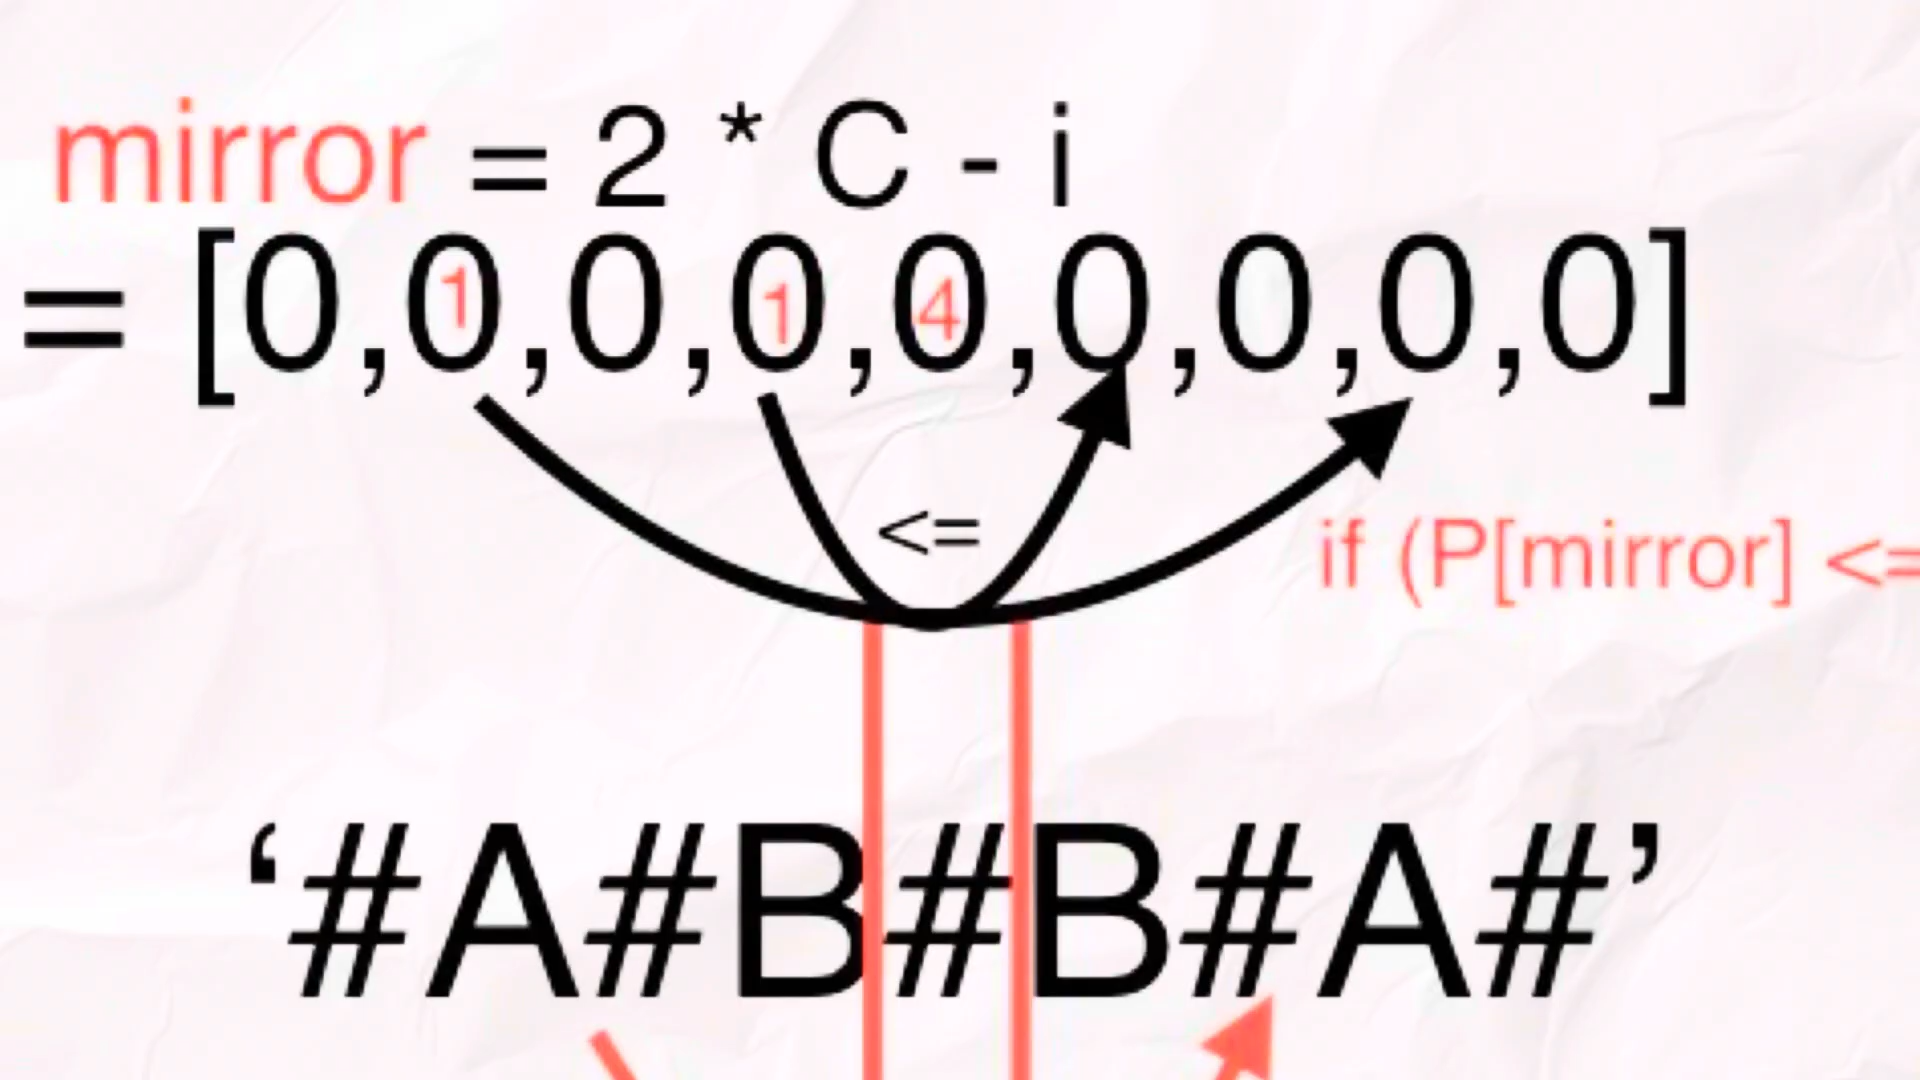 mirror = 2 * C - i
= [0,0,0,0,0,0,0,0,0]
1 1 4
<=
if (P[mirror] <=
‘#A#B#B#A#’